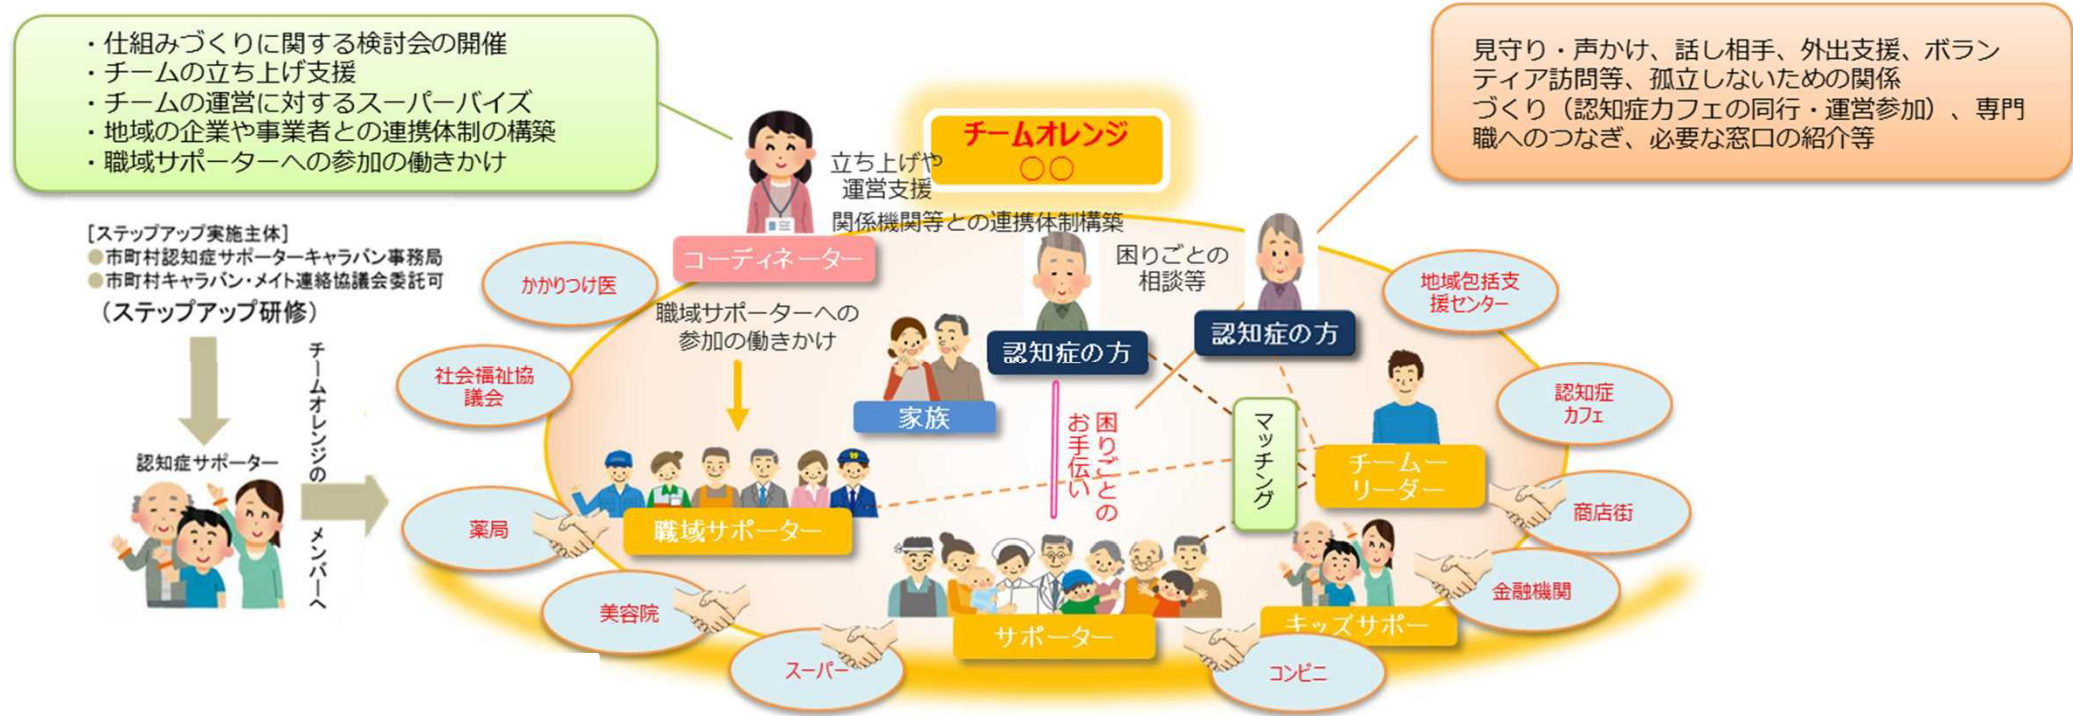 ・仕組みづくりに関する検討会の開催
・チームの立ち上げ支援
・チームの運営に対するスーパーバイズ
・地域の企業や事業者との連携体制の構築
・職域サポーターへの参加の働きかけ
見守り・声かけ、話し相手、外出支援、ボラン
ティア訪問等、孤立しないための関係
づくり（認知症カフェの同行・運営参加）、専門
職へのつなぎ、必要な窓口の紹介等
チームオレンジ
〇〇
立ち上げや
運営支援
関係機関等との連携体制構築
コーディネーター
困りごとの
相談等
[ステップアップ実施主体]
●市町村認知症サポーターキャラバン事務局
●市町村キャラバン・メイト連絡協議会委託可
（ステップアップ研修）
チームオレンジの
メンバーへ
認知症サポーター
かかりつけ医
社会福祉協
議会
薬局
美容院
スーパー
コンビニ
金融機関
商店街
認知症
カフェ
地域包括支
援センター
職域サポーターへの
参加の働きかけ
家族
認知症の方
認知症の方
困りごとの
お手伝い
マッチング
チームー
リーダー
職域サポーター
サポーター
キッズサポー